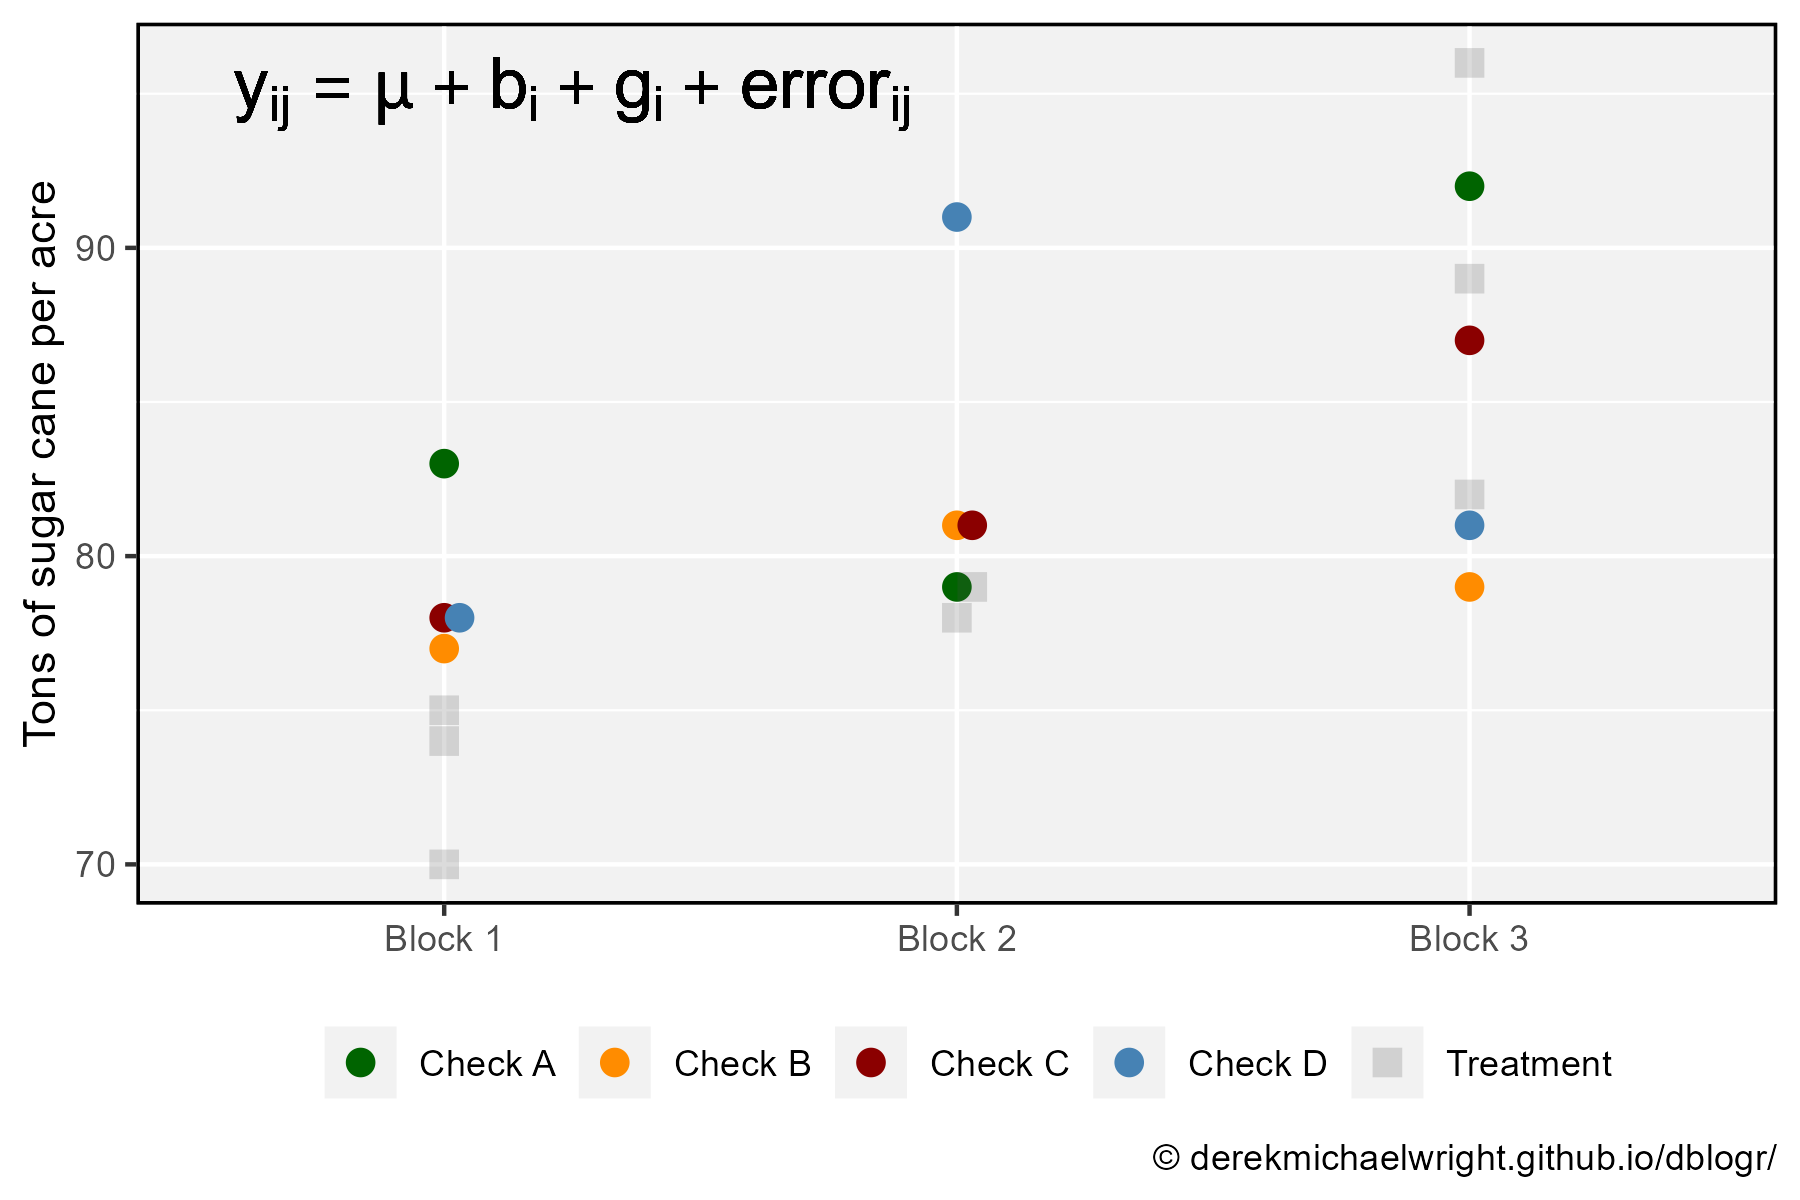 yij = µ + bi + gi + errorij
Tons of sugar cane per acre
90
80
70
Block 1 Block 2 Block 3
Check A Check B Check C Check D Treatment
© derekmichaelwright.github.io/dblogr/